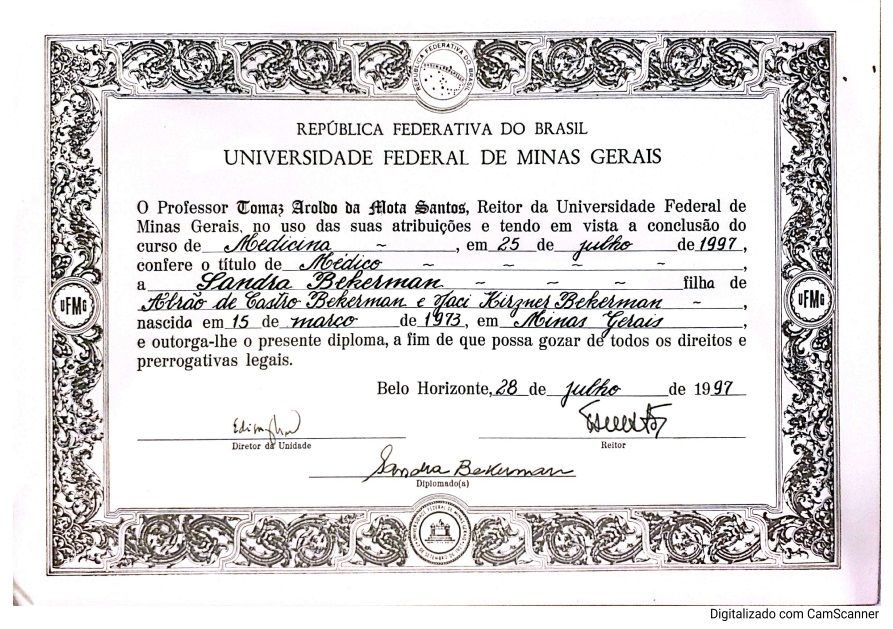 REPÚBLICA FEDERATIVA DO BRASIL
REPÚBLICA FEDERATIVA DO BRASIL
UNIVERSIDADE FEDERAL DE MINAS GERAIS
O Professor Tomaz Aroldo da Mota Santos, Reitor da Universidade Federal de
Minas Gerais, no uso das suas atribuições e tendo em vista a conclusão do
curso de Medicina ~ , em 25 de julho de 1997,
confere o título de Médico ~ ~ ~ ~ ,
a Sandra Bekerman ~ ~ ~ filha de
Abrão de Castro Bekerman e Jaci Kirzner Bekerman ~ ,
nascida em 15 de março de 1973, em Minas Gerais ,
e outorga-lhe o presente diploma, a fim de que possa gozar de todos os direitos e
prerrogativas legais.
UFMG
UFMG
Belo Horizonte, 28 de julho de 1997
Diretor da Unidade
Reitor
Sandra Bekerman
Diplomado(a)
Digitalizado com CamScanner